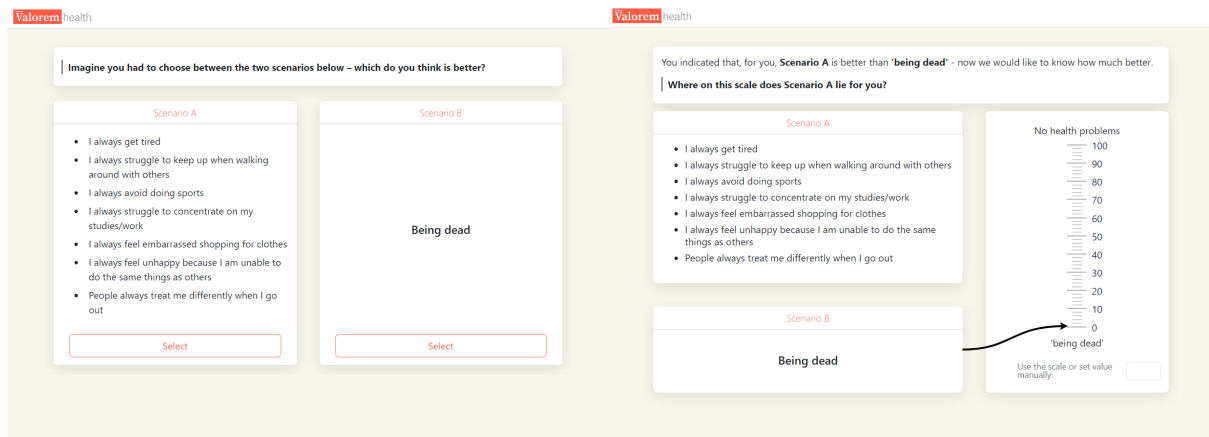 Valorem health
Imagine you had to choose between the two scenarios below – which do you think is better?
Scenario A
• I always get tired
• I always struggle to keep up when walking
around with others
• I always avoid doing sports
• I always struggle to concentrate on my
studies/work
• I always feel embarrassed shopping for clothes
• I always feel unhappy because I am unable to
do the same things as others
• People always treat me differently when I go
out
Select
Scenario B
Being dead
Select
Valorem health
You indicated that, for you, Scenario A is better than 'being dead' - now we would like to know how much better.
Where on this scale does Scenario A lie for you?
Scenario A
• I always get tired
• I always struggle to keep up when walking around with others
• I always avoid doing sports
• I always struggle to concentrate on my studies/work
• I always feel embarrassed shopping for clothes
• I always feel unhappy because I am unable to do the same
things as others
• People always treat me differently when I go out
Scenario B
Being dead
No health problems
100
90
80
70
60
50
40
30
20
10
0
'being dead'
Use the scale or set value
manually: